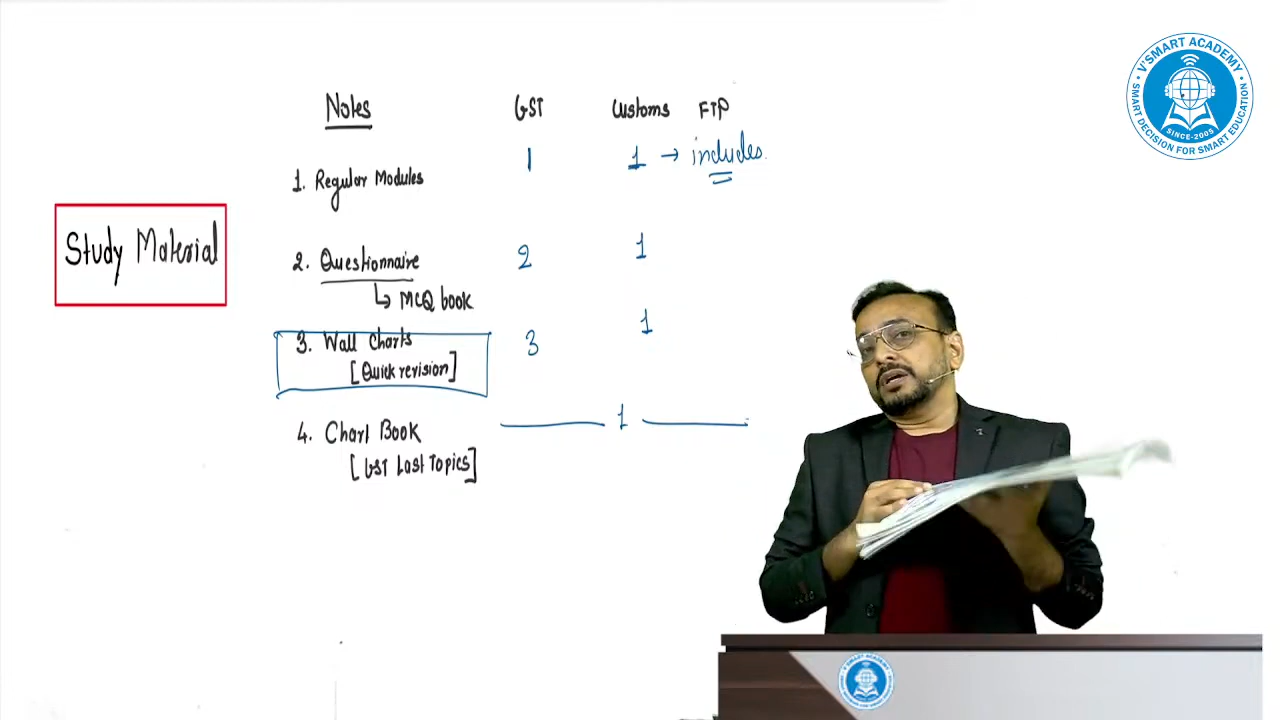 Notes GST Customs FTP
1. Regular Modules 1 1 → includes.
Study Material
2. Questionnaire 2 1
↳ MCQ book
3. Wall Charts 3 1
[Quick revision]
4. Chart Book 1
[GST Last Topics]
V'SMART ACADEMY
SINCE-2005
SMART DECISION FOR SMART EDUCATION